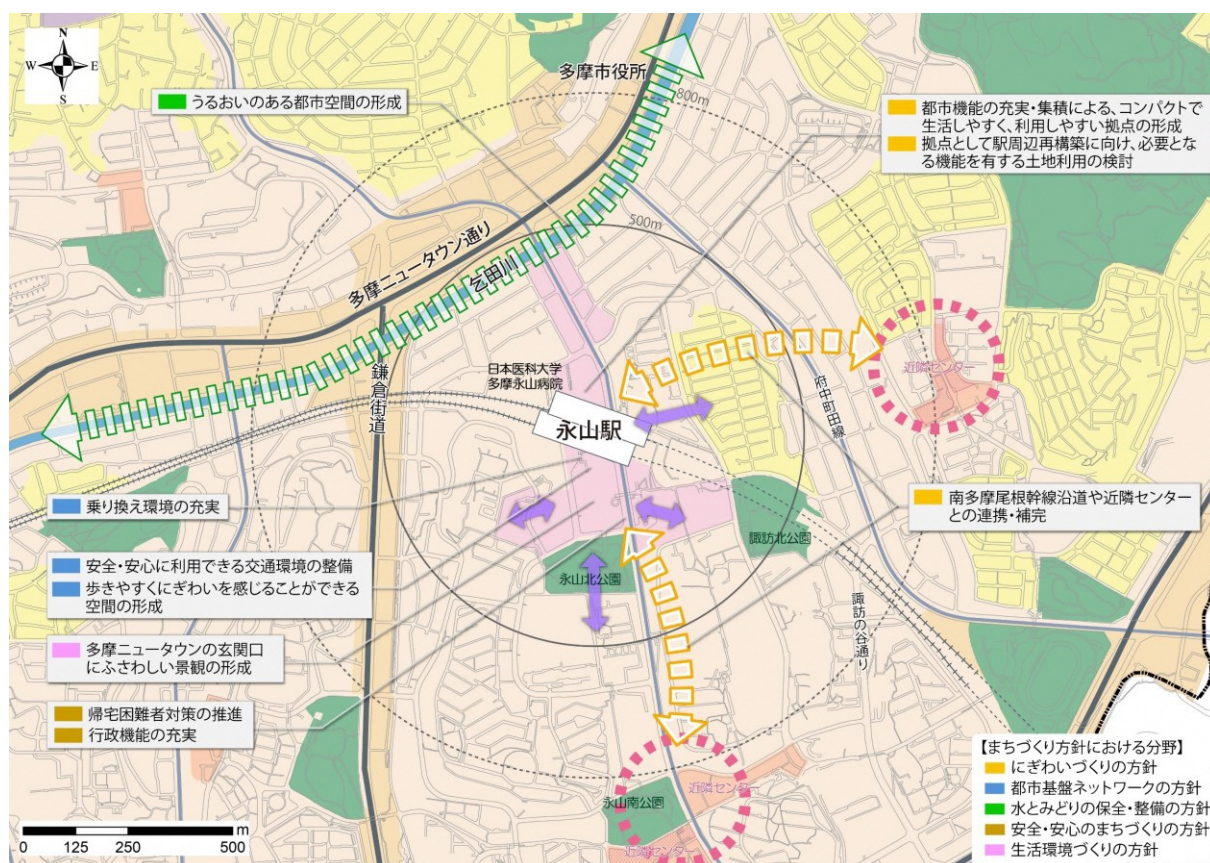 N
W
E
S
多摩市役所
800m
うるおいのある都市空間の形成
都市機能の充実・集積による、コンパクトで
生活しやすく、利用しやすい拠点の形成
拠点として駅周辺再構築に向け、必要とな
る機能を有する土地利用の検討
500m
多摩ニュータウン通り
乞田川
日本医科大学
多摩永山病院
鎌倉街道
永山駅
府中町田線
近隣センター
乗り換え環境の充実
南多摩尾根幹線沿道や近隣センター
との連携・補完
諏訪北公園
安全・安心に利用できる交通環境の整備
歩きやすくにぎわいを感じることができる
空間の形成
永山北公園
諏訪の谷通り
多摩ニュータウンの玄関口
にふさわしい景観の形成
帰宅困難者対策の推進
行政機能の充実
近隣センター
永山南公園
近隣センター
【まちづくり方針における分野】
にぎわいづくりの方針
都市基盤ネットワークの方針
水とみどりの保全・整備の方針
安全・安心のまちづくりの方針
生活環境づくりの方針
m
0 125 250 500